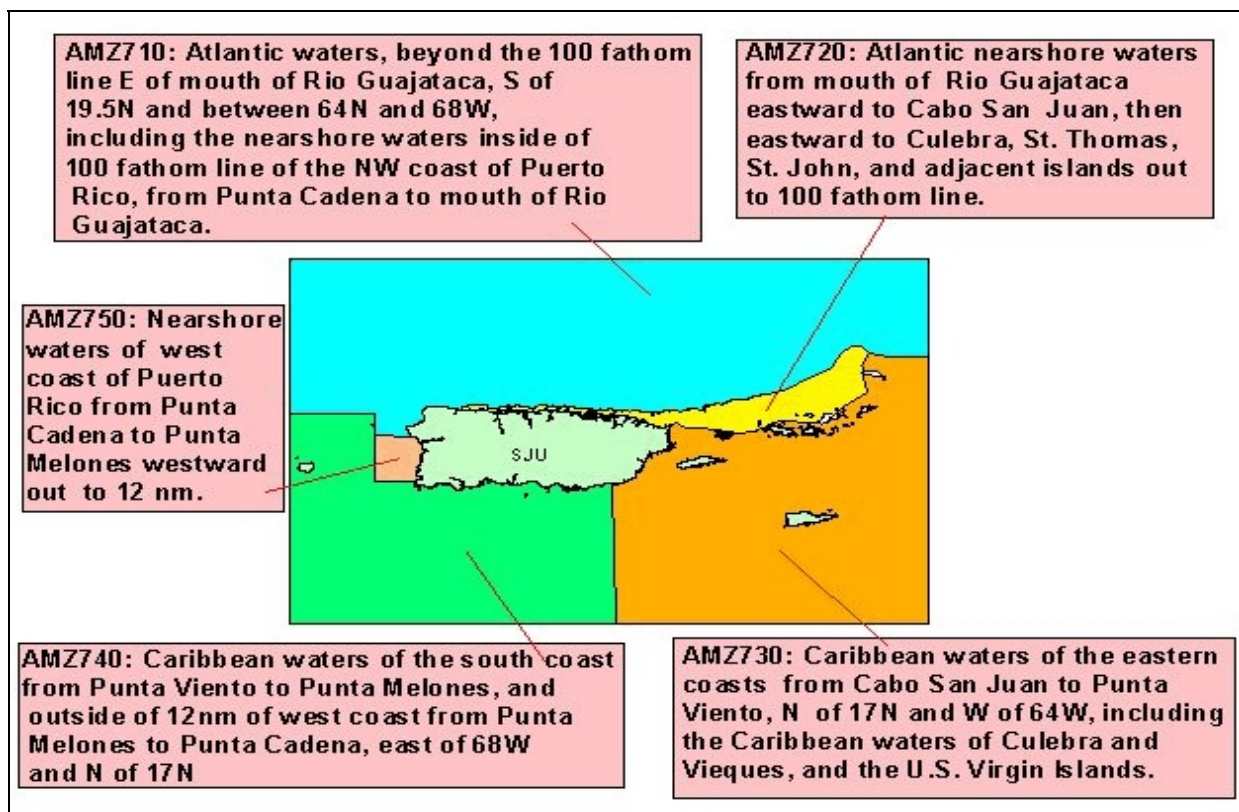 AMZ710: Atlantic waters, beyond the 100 fathom
line E of mouth of Rio Guajataca, S of
19.5N and between 64N and 68W,
including the nearshore waters inside of
100 fathom line of the NW coast of Puerto
Rico, from Punta Cadena to mouth of Rio
Guajataca.
AMZ720: Atlantic nearshore waters
from mouth of Rio Guajataca
eastward to Cabo San Juan, then
eastward to Culebra, St. Thomas,
St. John, and adjacent islands out
to 100 fathom line.
AMZ750: Nearshore
waters of west
coast of Puerto
Rico from Punta
Cadena to Punta
Melones westward
out to 12 nm.
SJU
AMZ740: Caribbean waters of the south coast
from Punta Viento to Punta Melones, and
outside of 12nm of west coast from Punta
Melones to Punta Cadena, east of 68W
and N of 17N
AMZ730: Caribbean waters of the eastern
coasts from Cabo San Juan to Punta
Viento, N of 17N and W of 64W, including
the Caribbean waters of Culebra and
Vieques, and the U.S. Virgin Islands.